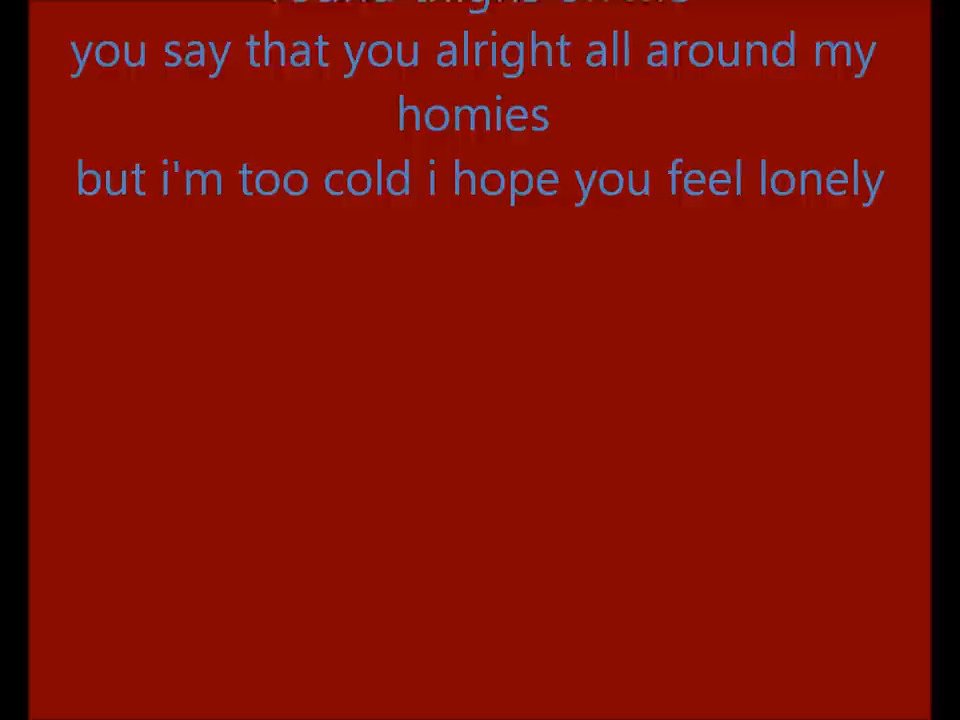 you say that you alright all around my
homies
but i'm too cold i hope you feel lonely